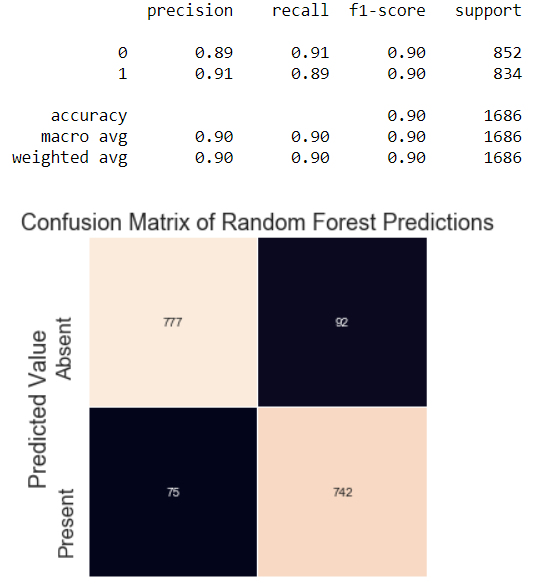 precision recall f1-score support
0 0.89 0.91 0.90 852
1 0.91 0.89 0.90 834
accuracy 0.90 1686
macro avg 0.90 0.90 0.90 1686
weighted avg 0.90 0.90 0.90 1686
Confusion Matrix of Random Forest Predictions
Predicted Value
Absent
777 92
Present
75 742